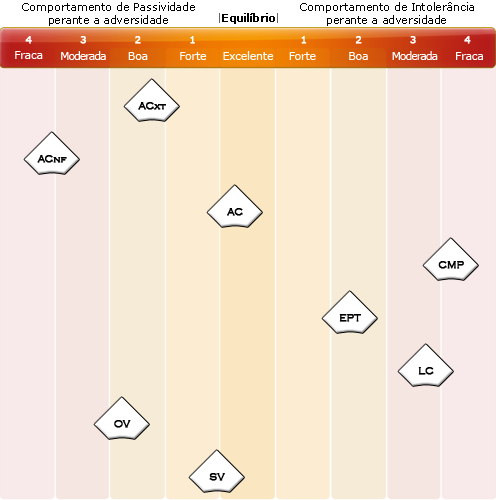 Comportamento de Passividade
perante a adversidade
|Equilíbrio|
Comportamento de Intolerância
perante a adversidade
4 3 2 1 1 2 3 4
Fraca Moderada Boa Forte Excelente Forte Boa Moderada Fraca
ACXT
ACNF
AC
CMP
EPT
LC
OV
SV